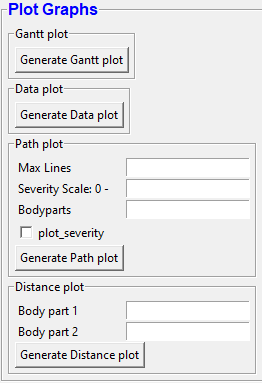 Plot Graphs
Gantt plot
Generate Gantt plot
Data plot
Generate Data plot
Path plot
Max Lines
Severity Scale: 0 -
Bodyparts
plot_severity
Generate Path plot
Distance plot
Body part 1
Body part 2
Generate Distance plot